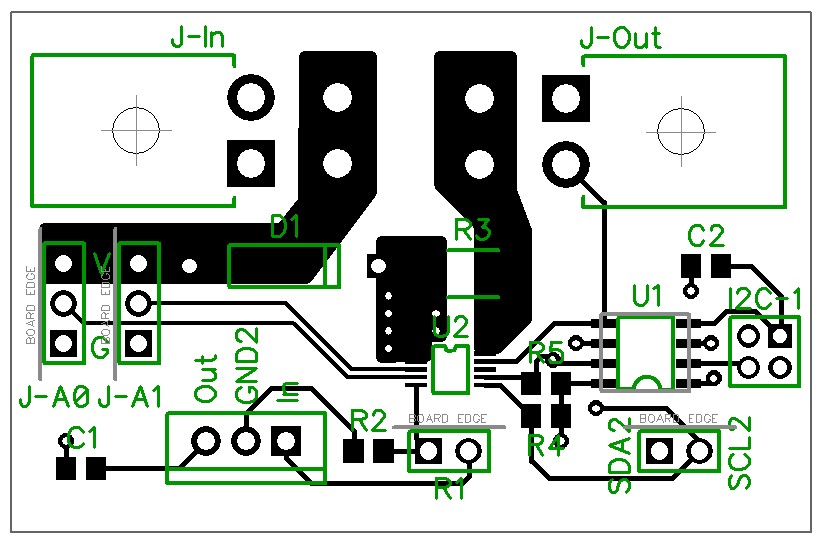 J-In
J-Out
D1
R3
C2
V
BOARD EDGE
BOARD EDGE
U1
I2C-1
U2
G
R5
J-A0
J-A1
Out
GND2
In
R2
BOARD EDGE
BOARD EDGE
C1
R4
SDA2
SCL2
R1